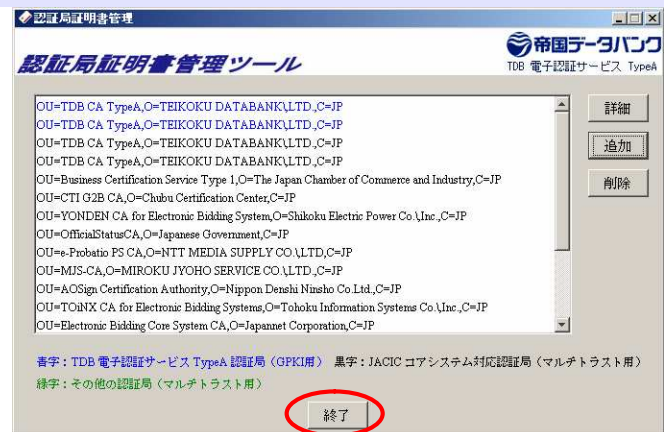 認証局証明書管理
認証局証明書管理ツール
帝国データバンク
TDB 電子認証サービス TypeA
OU=TDB CA TypeA,O=TEIKOKU DATABANK\,LTD.,C=JP
OU=TDB CA TypeA,O=TEIKOKU DATABANK\,LTD.,C=JP
OU=TDB CA TypeA,O=TEIKOKU DATABANK\,LTD.,C=JP
OU=TDB CA TypeA,O=TEIKOKU DATABANK\,LTD.,C=JP
OU=Business Certification Service Type 1,O=The Japan Chamber of Commerce and Industry,C=JP
OU=CTI G2B CA,O=Chubu Certification Center,C=JP
OU=YONDEN CA for Electronic Bidding System,O=Shikoku Electric Power Co.\,Inc.,C=JP
OU=OfficialStatusCA,O=Japanese Government,C=JP
OU=e-Probatio PS CA,O=NTT MEDIA SUPPLY CO.\,LTD,C=JP
OU=MJS-CA,O=MIROKU JYOHO SERVICE CO.\,LTD.,C=JP
OU=AOSign Certification Authority,O=Nippon Denshi Ninsho Co.Ltd.,C=JP
OU=TOiNX CA for Electronic Bidding Systems,O=Tohoku Information Systems Co.\,Inc.,C=JP
OU=Electronic Bidding Core System CA,O=Japannet Corporation,C=JP
詳細
追加
削除
青字：TDB 電子認証サービス TypeA 認証局（GPKI用） 黒字：JACIC コアシステム対応認証局（マルチトラスト用）
緑字：その他の認証局（マルチトラスト用）
終了